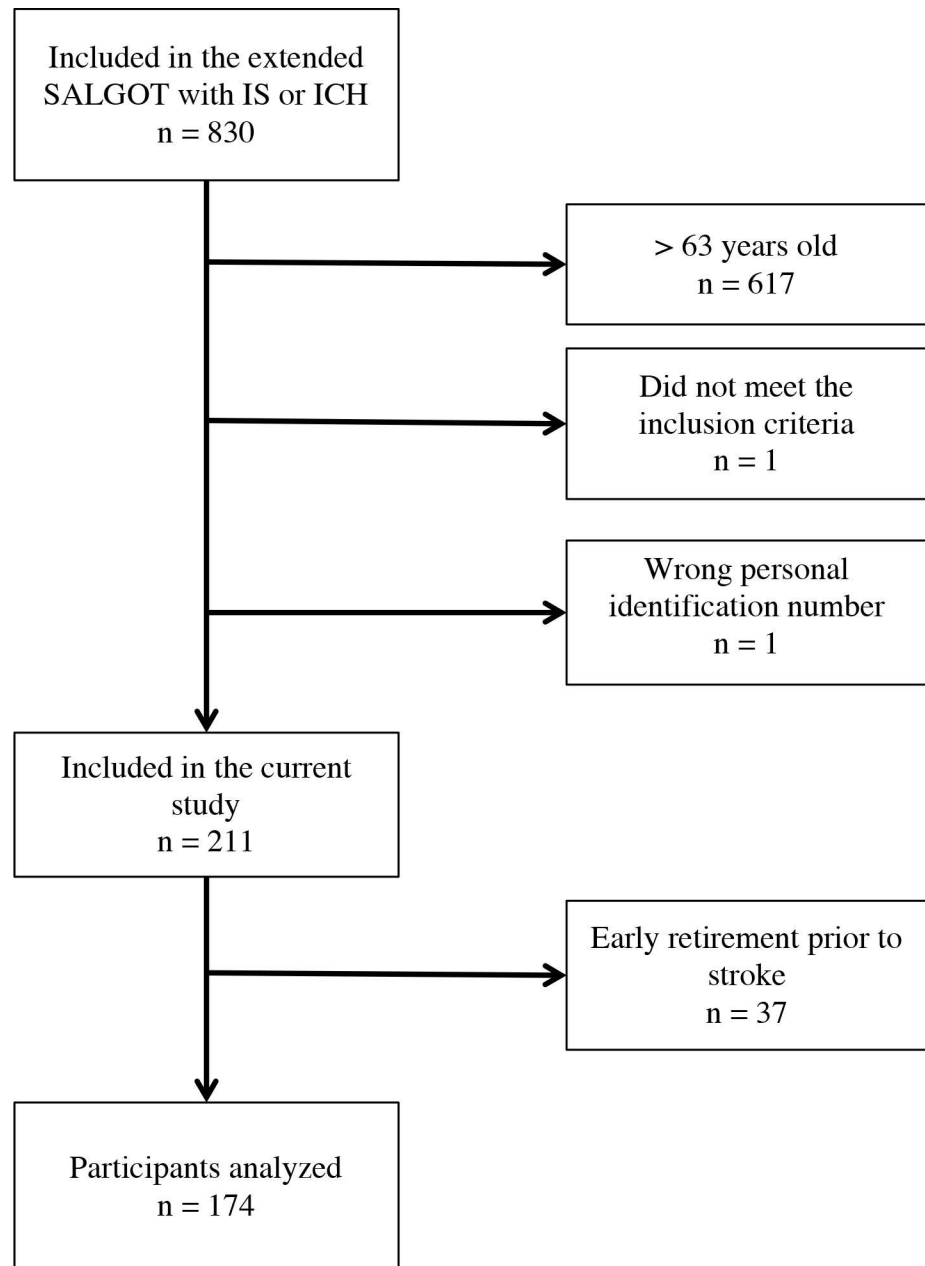 Included in the extended
SALGOT with IS or ICH
n = 830
> 63 years old
n = 617
Did not meet the
inclusion criteria
n = 1
Wrong personal
identification number
n = 1
Included in the current
study
n = 211
Early retirement prior to
stroke
n = 37
Participants analyzed
n = 174